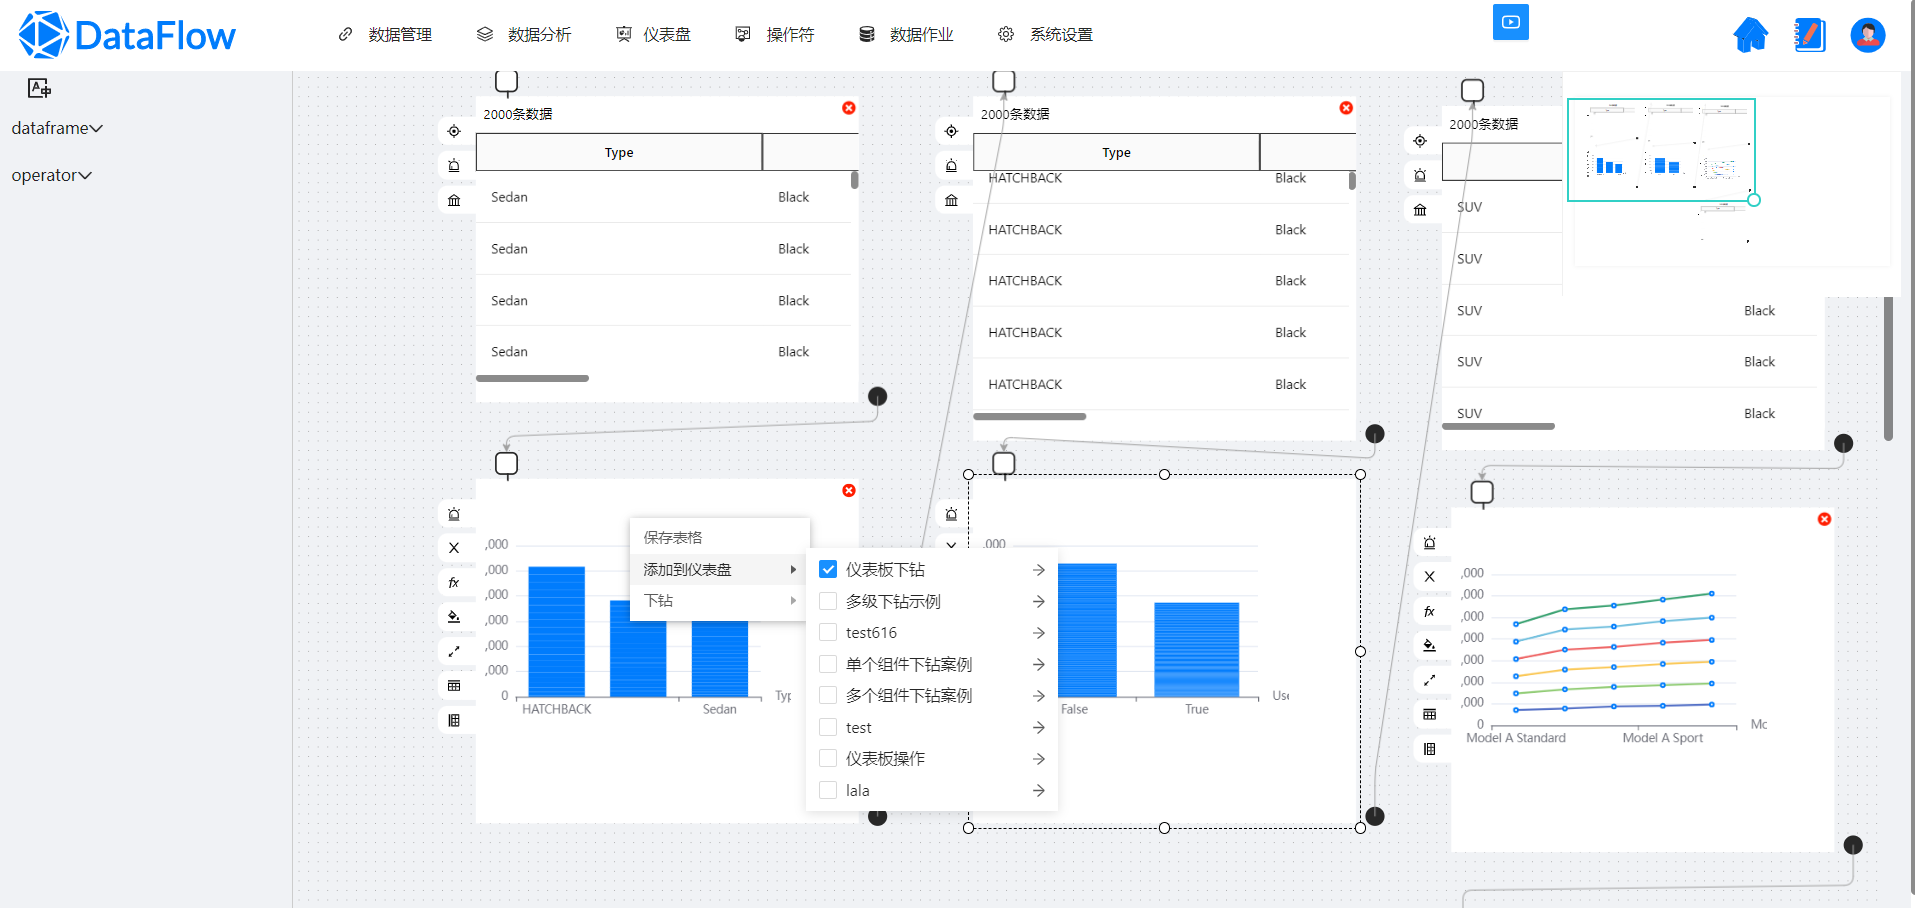 DataFlow
数据管理
数据分析
仪表盘
操作符
数据作业
系统设置
dataframe
operator
2000条数据
Type
Sedan Black
Sedan Black
Sedan Black
Sedan Black
2000条数据
Type
HATCHBACK Black
HATCHBACK Black
HATCHBACK Black
HATCHBACK Black
HATCHBACK Black
2000条数据
SUV
SUV
SUV Black
SUV Black
SUV Black
fx
,000
,000
,000
,000
,000
,000
0
HATCHBACK Sedan Typ
保存表格
添加到仪表盘
下钻
仪表板下钻
多级下钻示例
test616
单个组件下钻案例
多个组件下钻案例
test
仪表板操作
lala
,000
False True Use
fx
,000
,000
,000
,000
,000
,000
,000
0
Model A Standard Model A Sport Mc